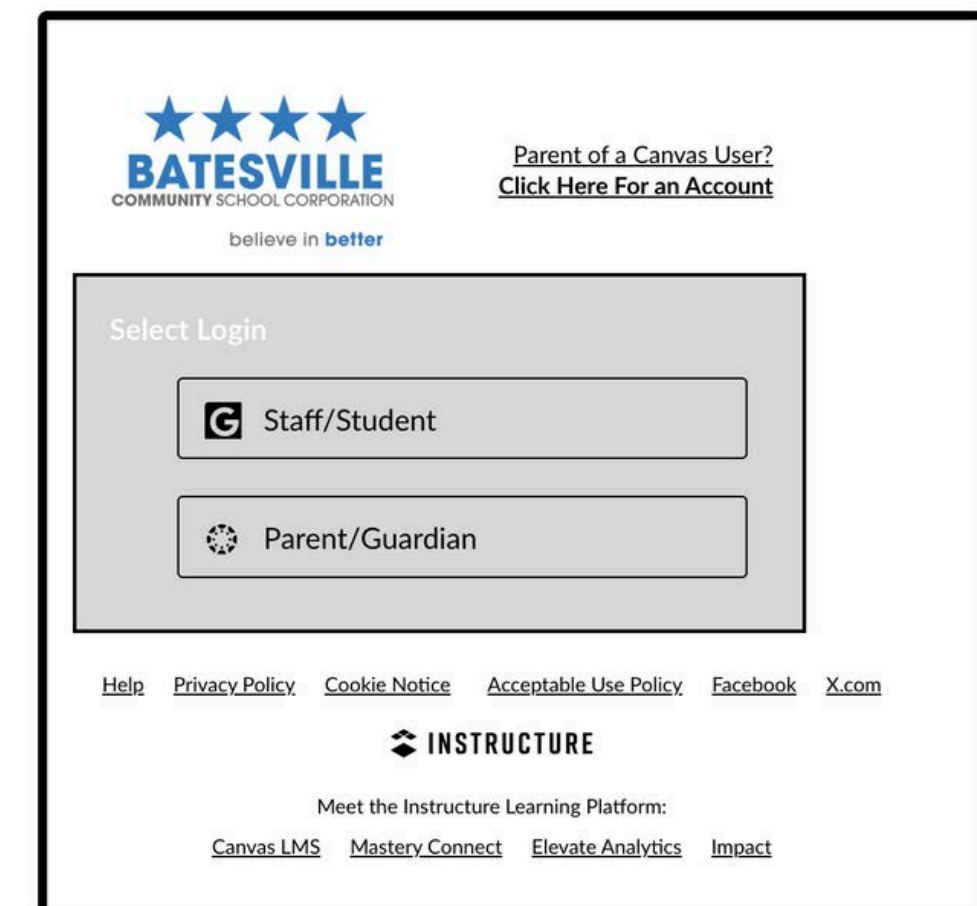 BATESVILLE
COMMUNITY SCHOOL CORPORATION
believe in better
Parent of a Canvas User?
Click Here For an Account
Select Login
G Staff/Student
Parent/Guardian
Help Privacy Policy Cookie Notice Acceptable Use Policy Facebook X.com
INSTRUCTURE
Meet the Instructure Learning Platform:
Canvas LMS Mastery Connect Elevate Analytics Impact